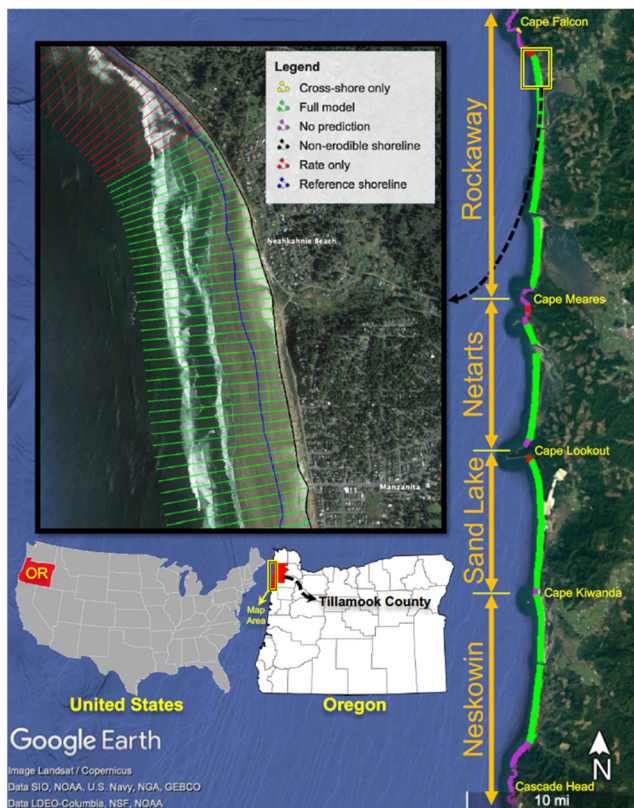 Cape Falcon
Legend
Cross-shore only
Full model
No prediction
Non-erodible shoreline
Rate only
Reference shoreline
Neahkahnie Beach
Manzanita
Rockaway
Cape Meares
Netarts
Cape Lookout
Sand Lake
Cape Kiwanda
Neskowin
Cascade Head
OR
Map
Area
Tillamook County
United States
Oregon
Google Earth
Image Landsat / Copernicus
Data SIO, NOAA, U.S. Navy, NGA, GEBCO
Data LDEO-Columbia, NSF, NOAA
N
10 mi